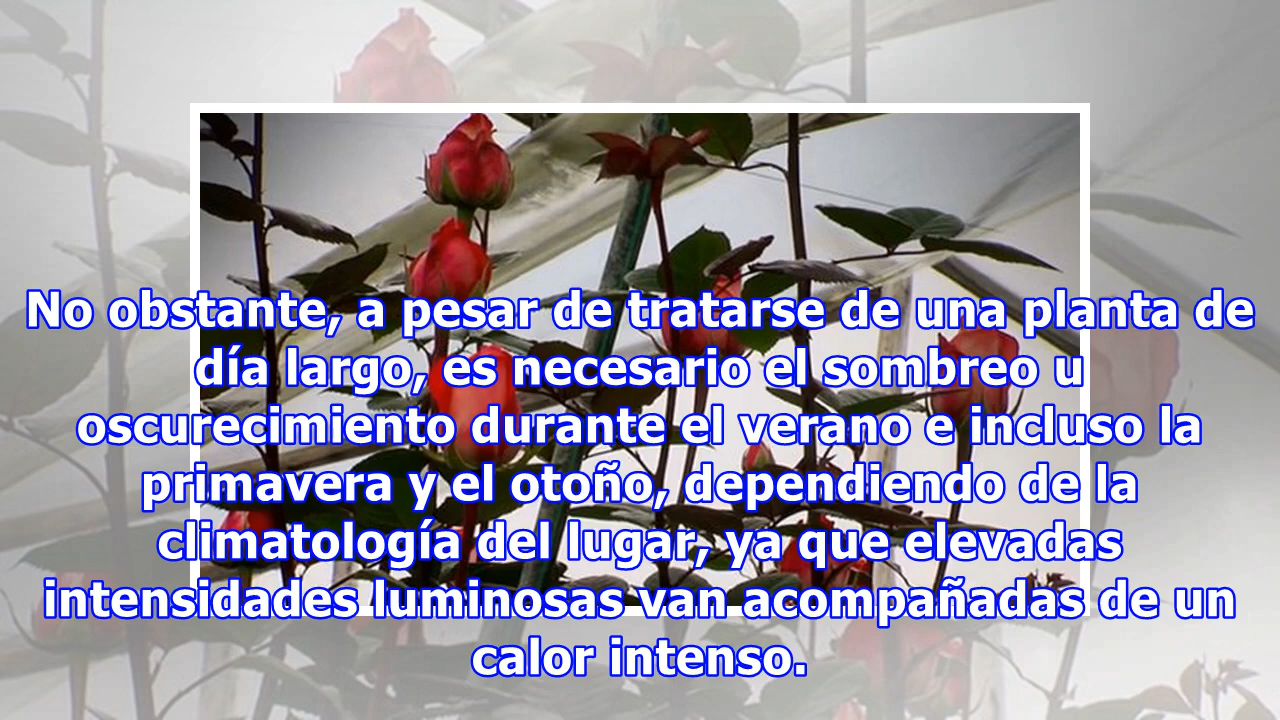 No obstante, a pesar de tratarse de una planta de
día largo, es necesario el sombreo u
oscurecimiento durante el verano e incluso la
primavera y el otoño, dependiendo de la
climatología del lugar, ya que elevadas
intensidades luminosas van acompañadas de un
calor intenso.